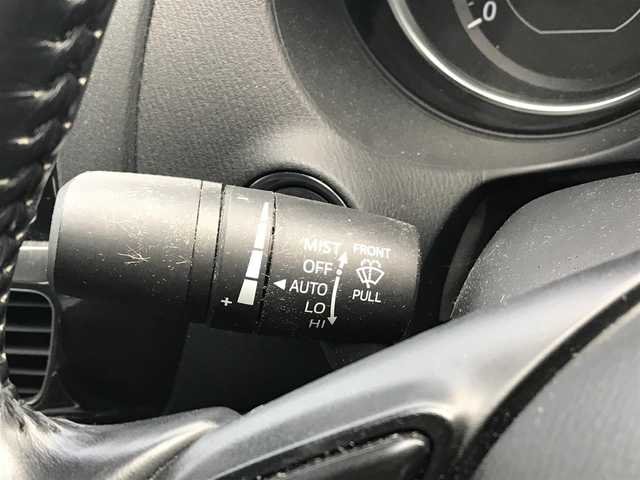 0
-
MIST
FRONT
OFF
AUTO
PULL
LO
HI
+